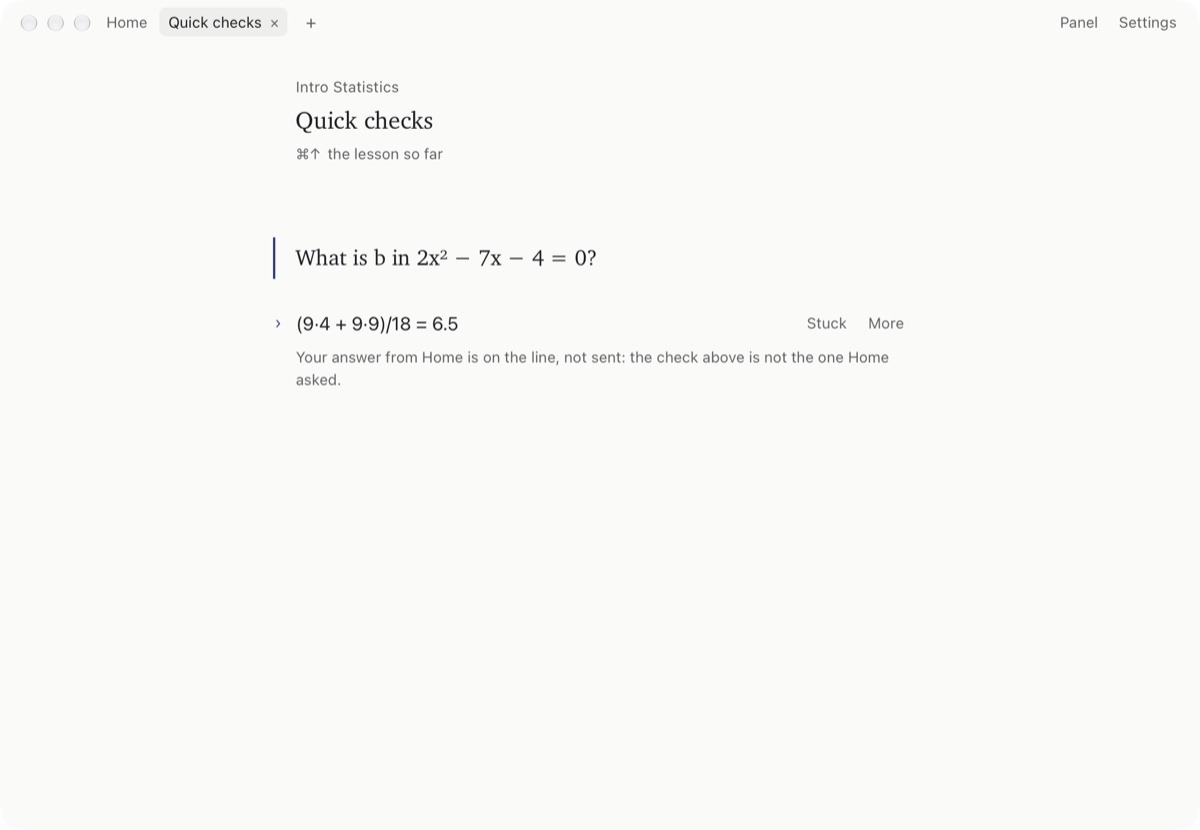 Home Quick checks × + Panel Settings
Intro Statistics
Quick checks
⌘↑ the lesson so far
What is b in 2x² − 7x − 4 = 0?
› (9·4 + 9·9)/18 = 6.5 Stuck More
Your answer from Home is on the line, not sent: the check above is not the one Home
asked.